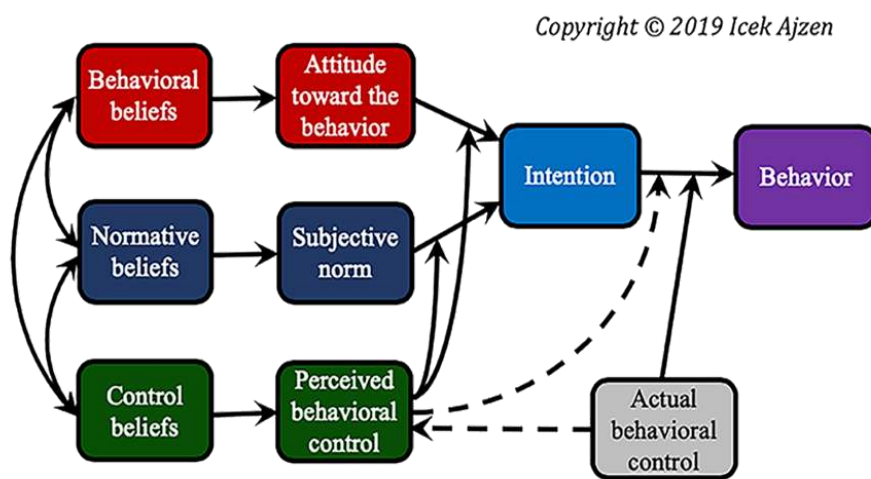 Copyright © 2019 Icek Ajzen
Behavioral
beliefs
Attitude
toward the
behavior
Intention
Behavior
Normative
beliefs
Subjective
norm
Control
beliefs
Perceived
behavioral
control
Actual
behavioral
control